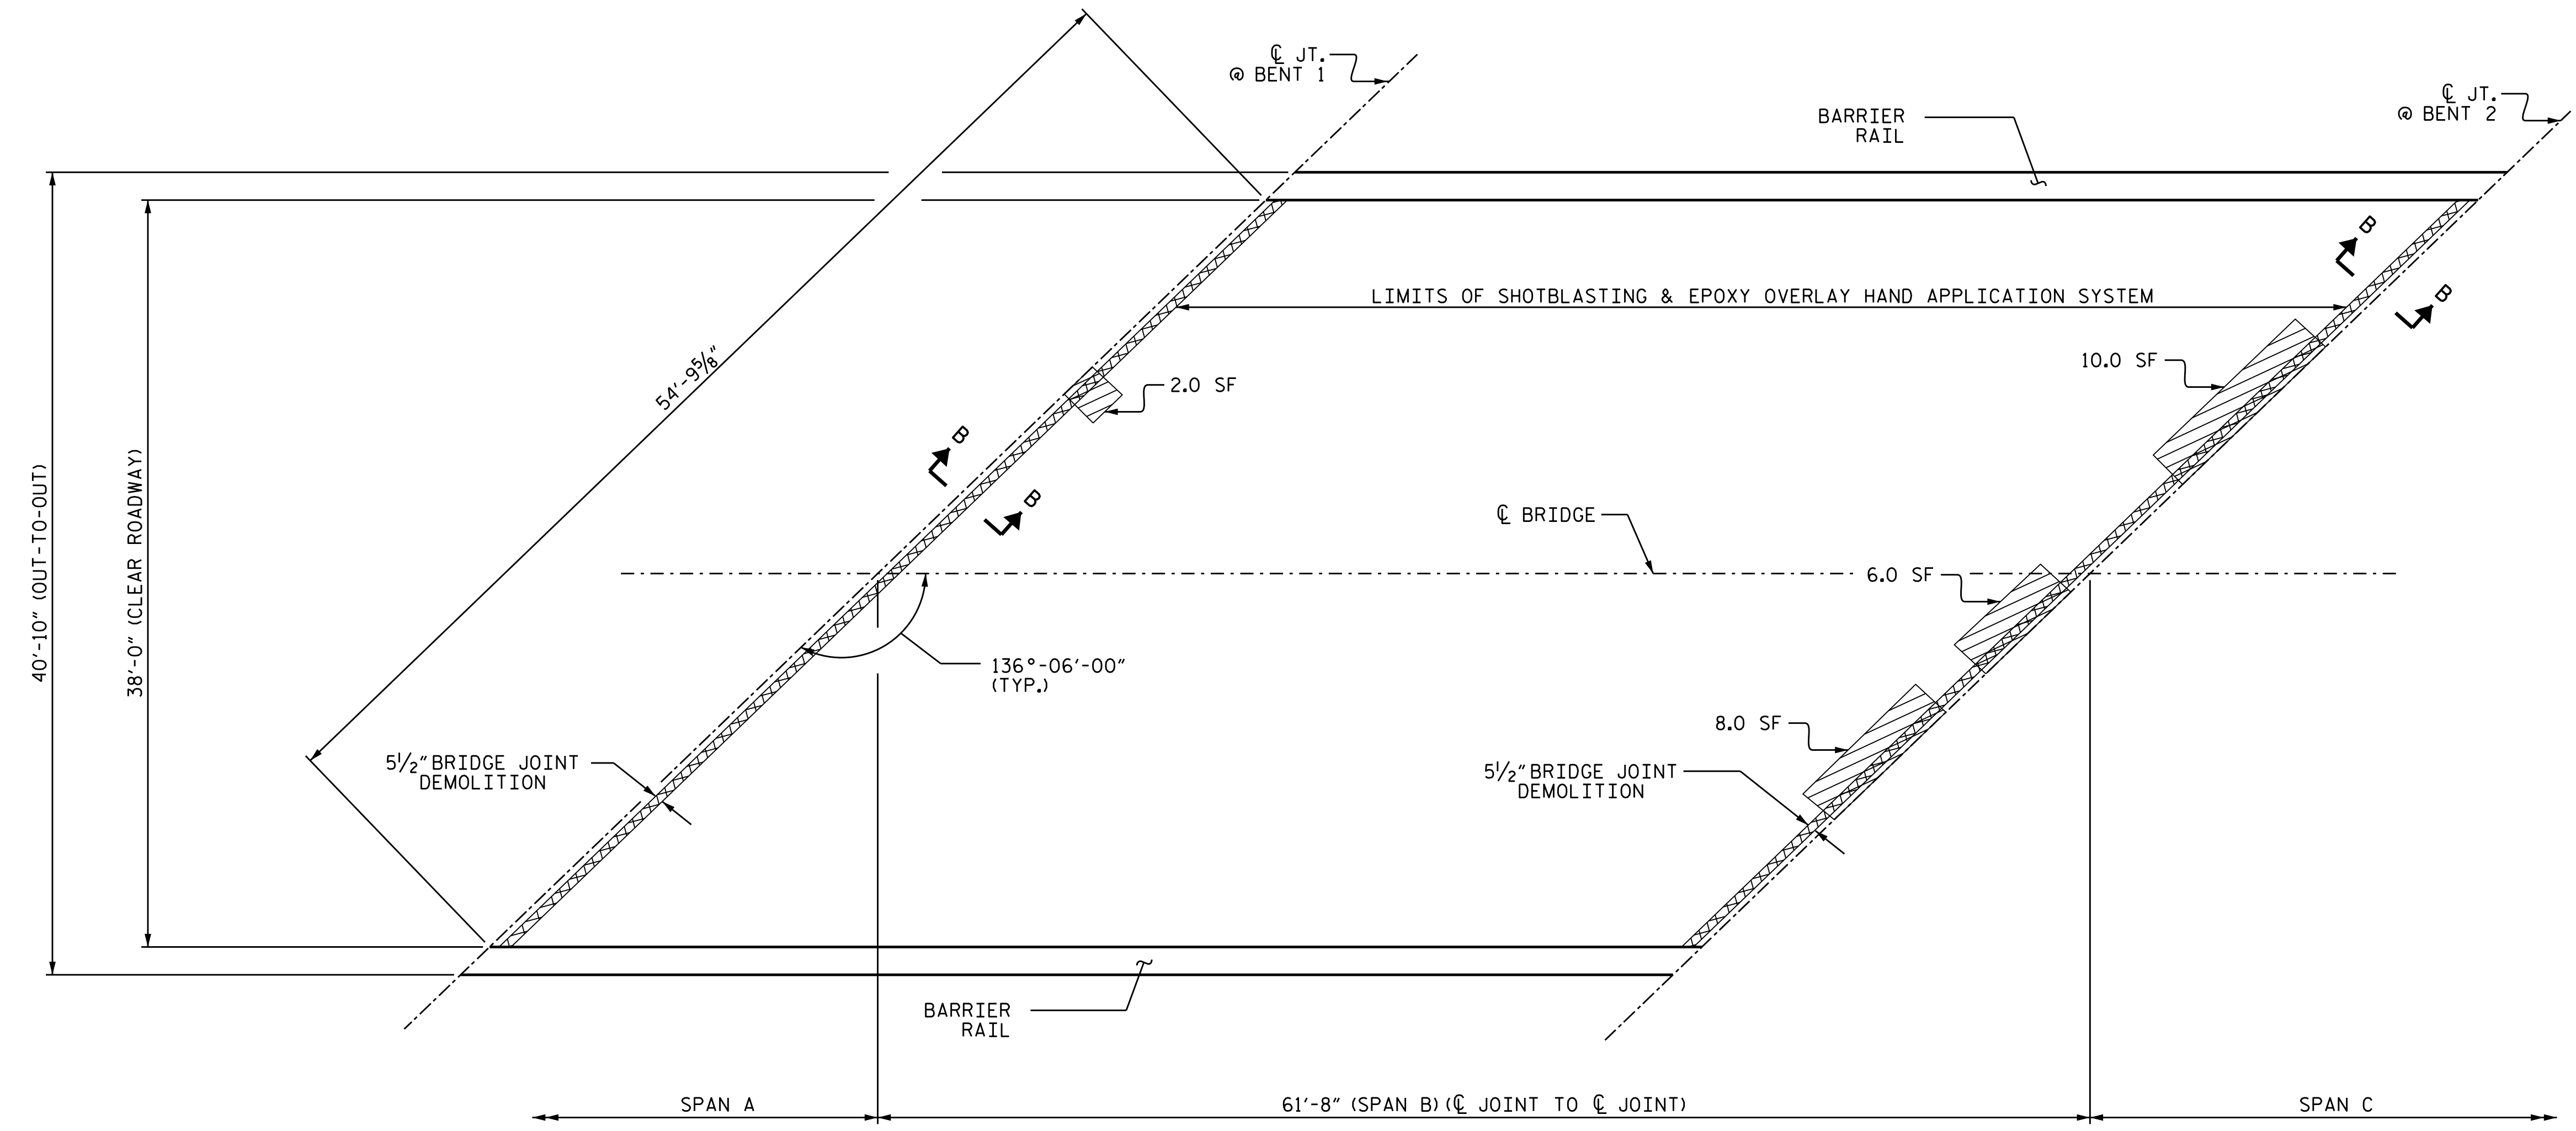 ℄ JT.
@ BENT 1
℄ JT.
@ BENT 2
BARRIER
RAIL
B
B
LIMITS OF SHOTBLASTING & EPOXY OVERLAY HAND APPLICATION SYSTEM
54'-9⅝"
10.0 SF
2.0 SF
B
B
40'-10" (OUT-TO-OUT)
38'-0" (CLEAR ROADWAY)
℄ BRIDGE
6.0 SF
136°-06'-00"
(TYP.)
8.0 SF
5½" BRIDGE JOINT
DEMOLITION
5½" BRIDGE JOINT
DEMOLITION
BARRIER
RAIL
SPAN A
61'-8" (SPAN B) (℄ JOINT TO ℄ JOINT)
SPAN C